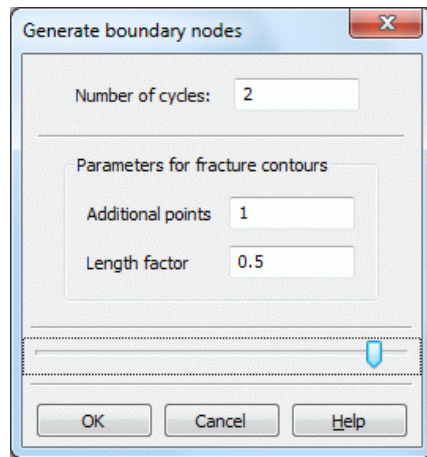 Generate boundary nodes
Number of cycles: 2
Parameters for fracture contours
Additional points 1
Length factor 0.5
OK Cancel Help